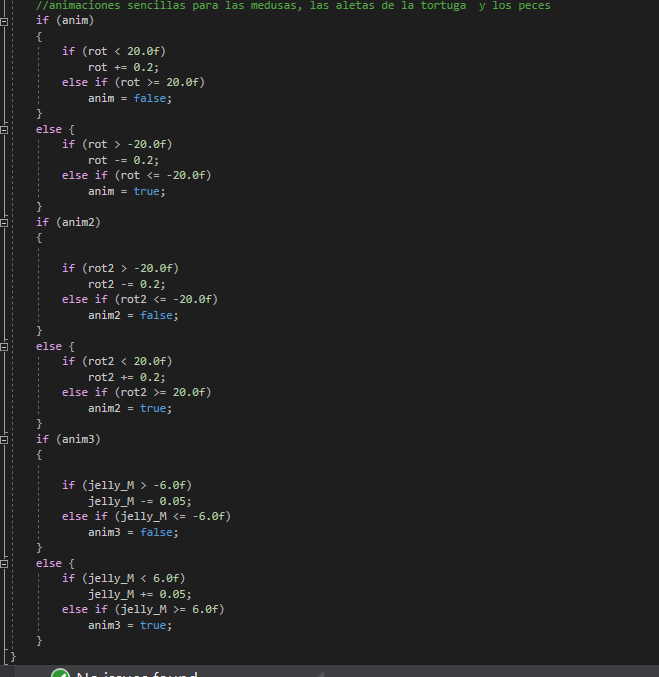 //animaciones sencillas para las medusas, las aletas de la tortuga  y los peces
if (anim)
{
if (rot < 20.0f)
rot += 0.2;
else if (rot >= 20.0f)
anim = false;
}
else {
if (rot > -20.0f)
rot -= 0.2;
else if (rot <= -20.0f)
anim = true;
}
if (anim2)
{
if (rot2 > -20.0f)
rot2 -= 0.2;
else if (rot2 <= -20.0f)
anim2 = false;
}
else {
if (rot2 < 20.0f)
rot2 += 0.2;
else if (rot2 >= 20.0f)
anim2 = true;
}
if (anim3)
{
if (jelly_M > -6.0f)
jelly_M -= 0.05;
else if (jelly_M <= -6.0f)
anim3 = false;
}
else {
if (jelly_M < 6.0f)
jelly_M += 0.05;
else if (jelly_M >= 6.0f)
anim3 = true;
}
}
No issues found